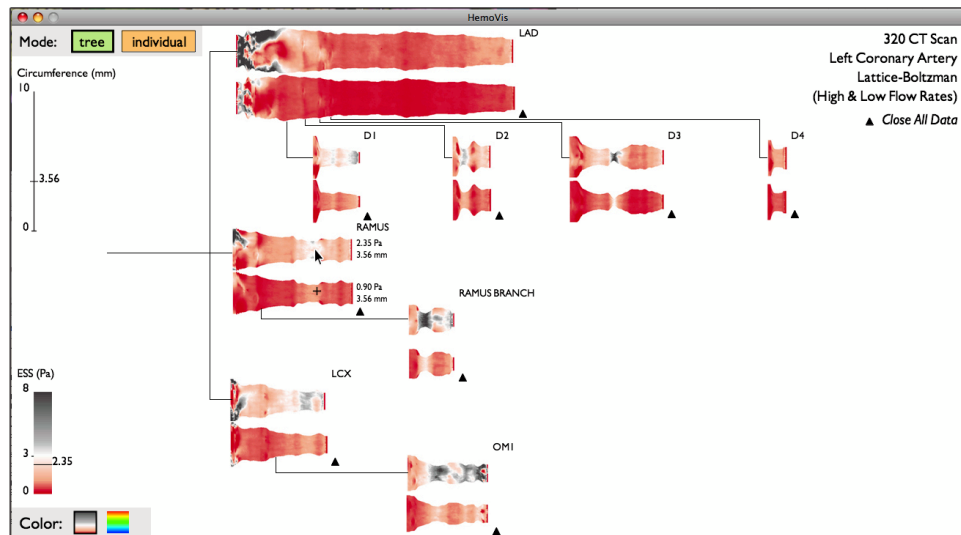 HemoVis
Mode: tree individual
Circumference (mm)
10
3.56
0
LAD
320 CT Scan
Left Coronary Artery
Lattice-Boltzman
(High & Low Flow Rates)
▲ Close All Data
D1
D2
D3
D4
RAMUS
2.35 Pa
3.56 mm
0.90 Pa
3.56 mm
RAMUS BRANCH
LCX
OM1
ESS (Pa)
8
3
2.35
0
Color: